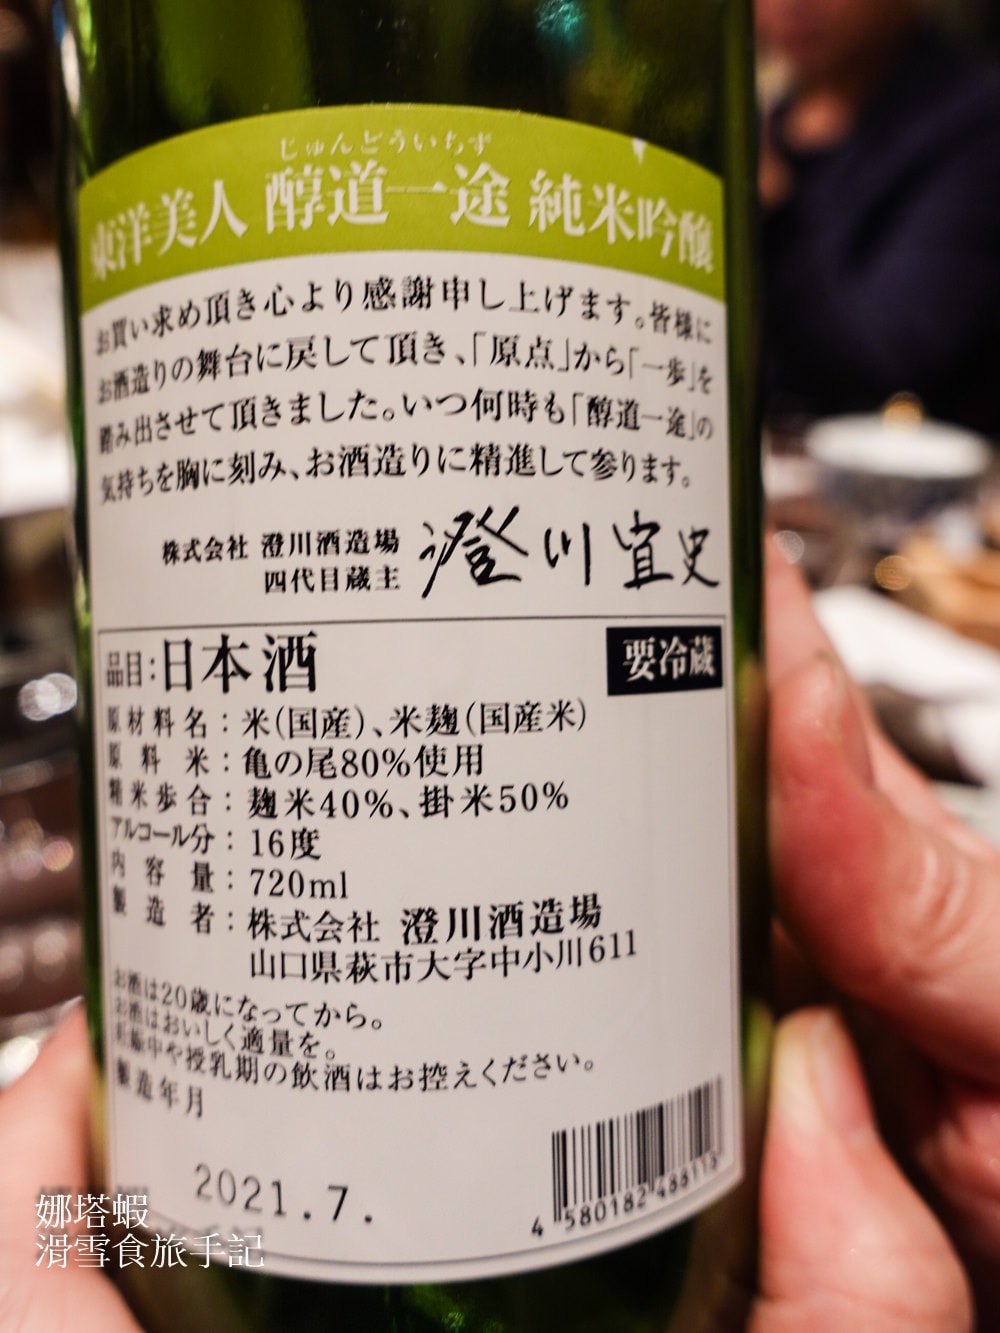 じゅんどういちず
東洋美人 醇道一途 純米吟醸
お買い求め頂き心より感謝申し上げます。皆様に
お酒造りの舞台に戻して頂き、「原点」から「一歩」を
踏み出させて頂きました。いつ何時も「醇道一途」の
気持ちを胸に刻み、お酒造りに精進して参ります。
株式会社 澄川酒造場
四代目蔵主
澄川宜史
品目:日本酒
要冷蔵
原材料名:米(国産)、米麹(国産米)
原料米:亀の尾80%使用
精米歩合:麹米40%、掛米50%
アルコール分:16度
内容量:720ml
製造者:株式会社 澄川酒造場
山口県萩市大字中小川611
お酒は20歳になってから。
お酒はおいしく適量を。
妊娠中や授乳期の飲酒はお控えください。
製造年月
2021.7.
4 580182
娜塔蝦
滑雪食旅手記